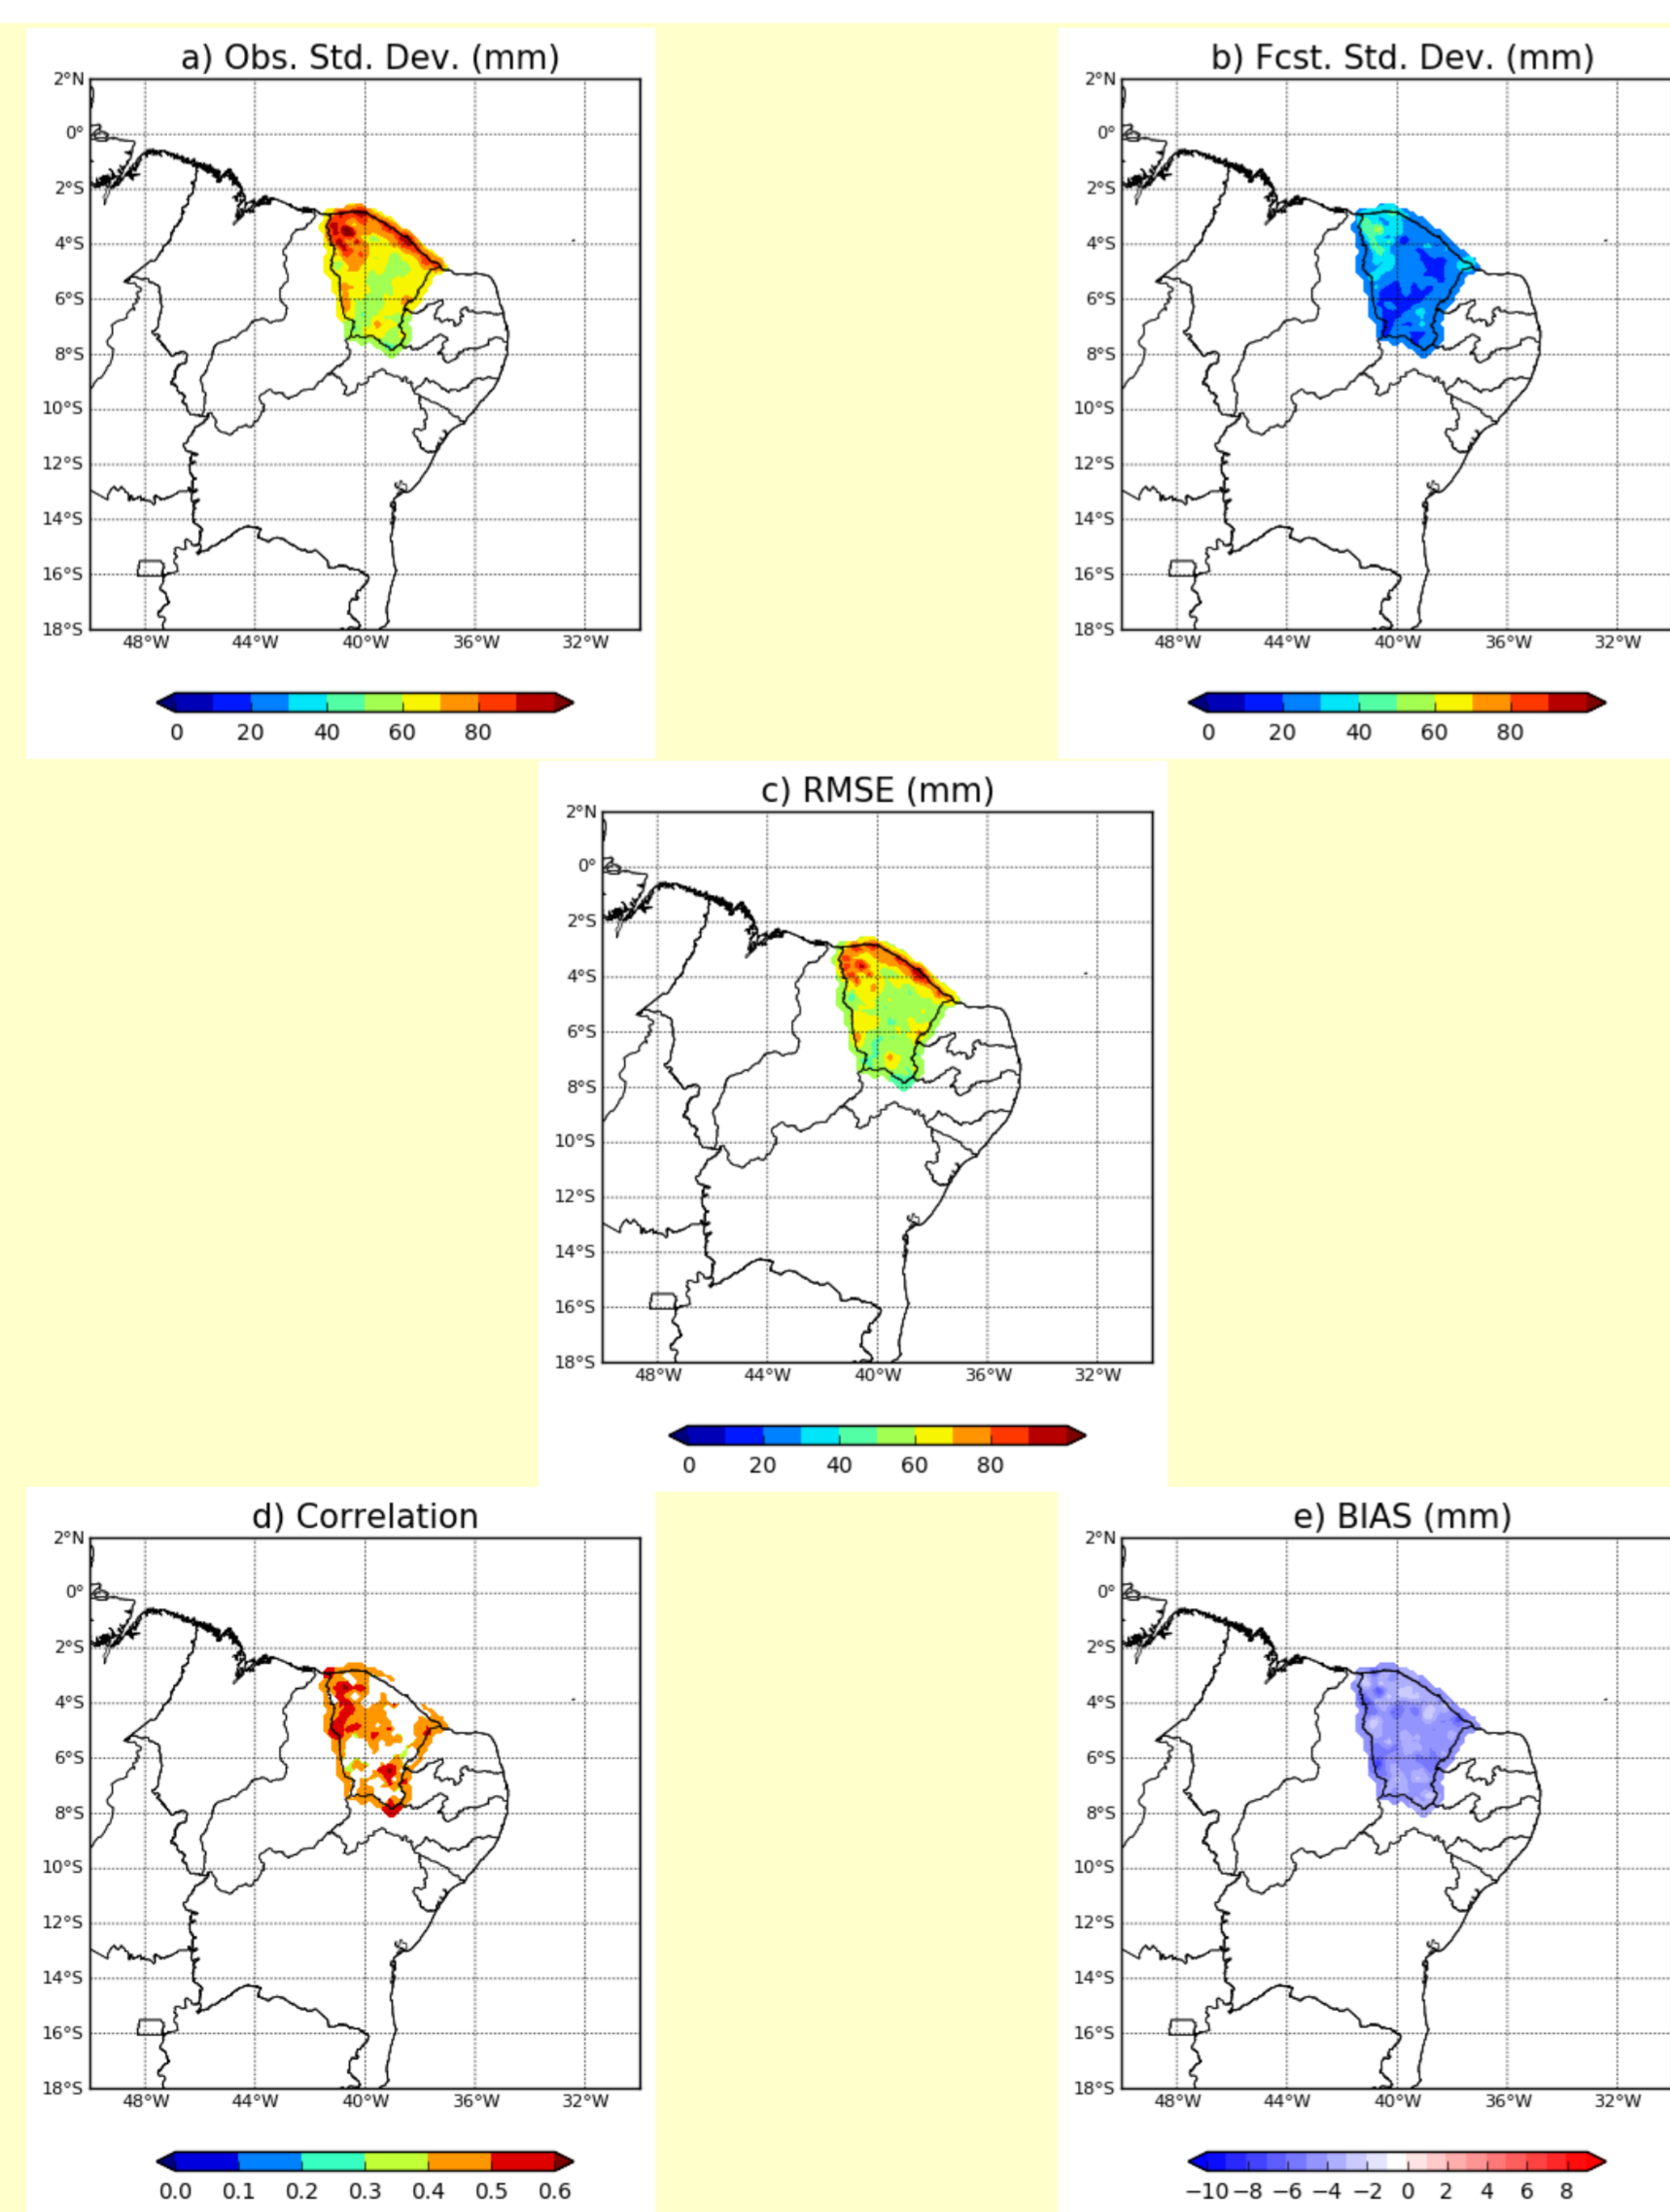 a) Obs. Std. Dev. (mm)
2°N
0°
2°S
4°S
6°S
8°S
10°S
12°S
14°S
16°S
18°S
48°W 44°W 40°W 36°W 32°W
0 20 40 60 80
b) Fcst. Std. Dev. (mm)
2°N
0°
2°S
4°S
6°S
8°S
10°S
12°S
14°S
16°S
18°S
48°W 44°W 40°W 36°W 32°W
0 20 40 60 80
c) RMSE (mm)
2°N
0°
2°S
4°S
6°S
8°S
10°S
12°S
14°S
16°S
18°S
48°W 44°W 40°W 36°W 32°W
0 20 40 60 80
d) Correlation
2°N
0°
2°S
4°S
6°S
8°S
10°S
12°S
14°S
16°S
18°S
48°W 44°W 40°W 36°W 32°W
0.0 0.1 0.2 0.3 0.4 0.5 0.6
e) BIAS (mm)
2°N
0°
2°S
4°S
6°S
8°S
10°S
12°S
14°S
16°S
18°S
48°W 44°W 40°W 36°W 32°W
−10 −8 −6 −4 −2 0 2 4 6 8